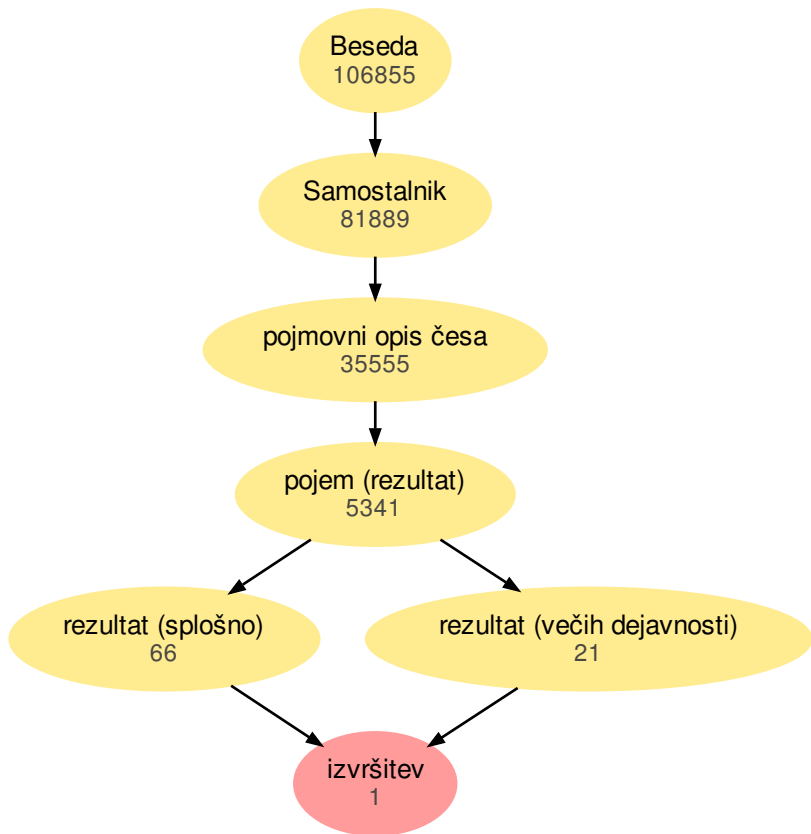 Beseda
106855
Samostalnik
81889
pojmovni opis česa
35555
pojem (rezultat)
5341
rezultat (splošno)
66
rezultat (večih dejavnosti)
21
izvršitev
1